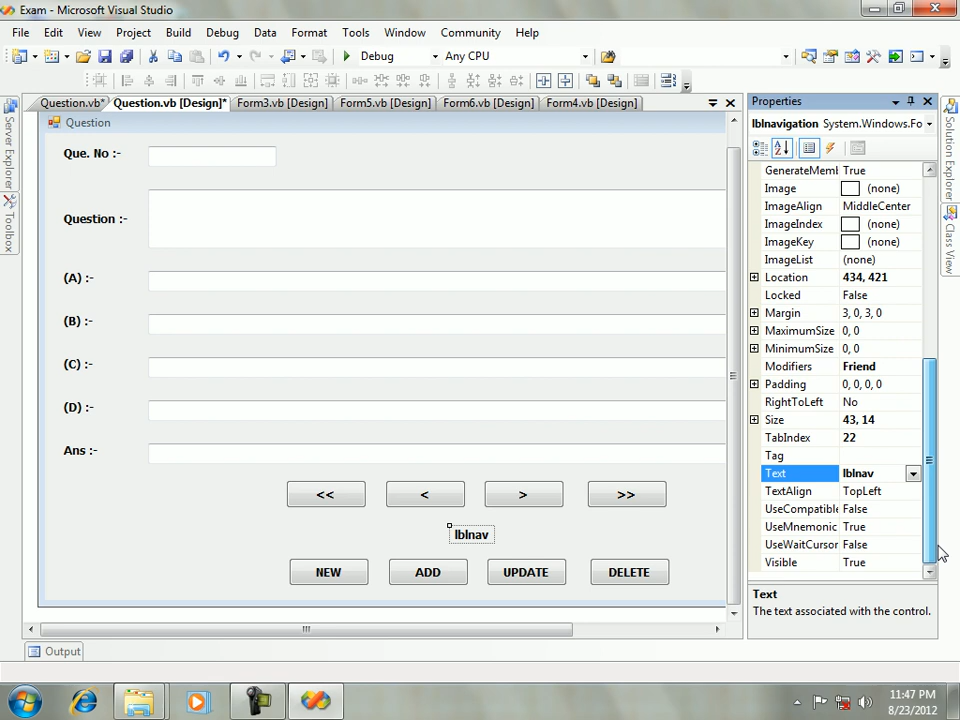 Exam - Microsoft Visual Studio
File Edit View Project Build Debug Data Format Tools Window Community Help
Debug Any CPU
Question.vb* Question.vb [Design]* Form3.vb [Design] Form5.vb [Design] Form6.vb [Design] Form4.vb [Design]
Server Explorer
Toolbox
Question
Que. No :-
Question :-
(A) :-
(B) :-
(C) :-
(D) :-
Ans :-
<< < > >>
lblnav
NEW ADD UPDATE DELETE
Output
Properties
lblnavigation System.Windows.Fo
GenerateMemb True
Image (none)
ImageAlign MiddleCenter
ImageIndex (none)
ImageKey (none)
ImageList (none)
Location 434, 421
Locked False
Margin 3, 0, 3, 0
MaximumSize 0, 0
MinimumSize 0, 0
Modifiers Friend
Padding 0, 0, 0, 0
RightToLeft No
Size 43, 14
TabIndex 22
Tag
Text lblnav
TextAlign TopLeft
UseCompatible False
UseMnemonic True
UseWaitCursor False
Visible True
Text
The text associated with the control.
Solution Explorer
Class View
11:47 PM
8/23/2012